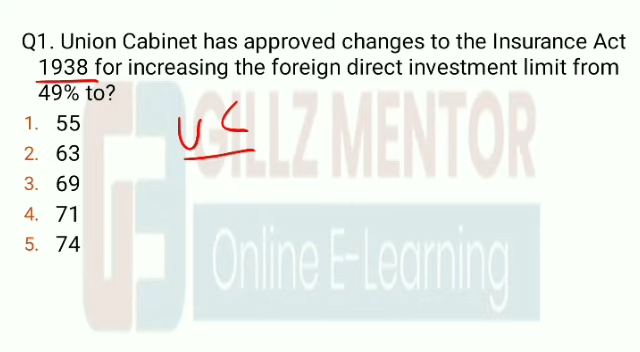 Q1. Union Cabinet has approved changes to the Insurance Act
1938 for increasing the foreign direct investment limit from
49% to?
1. 55
2. 63
3. 69
4. 71
5. 74
UC
GILLZ MENTOR
Online E-Learning